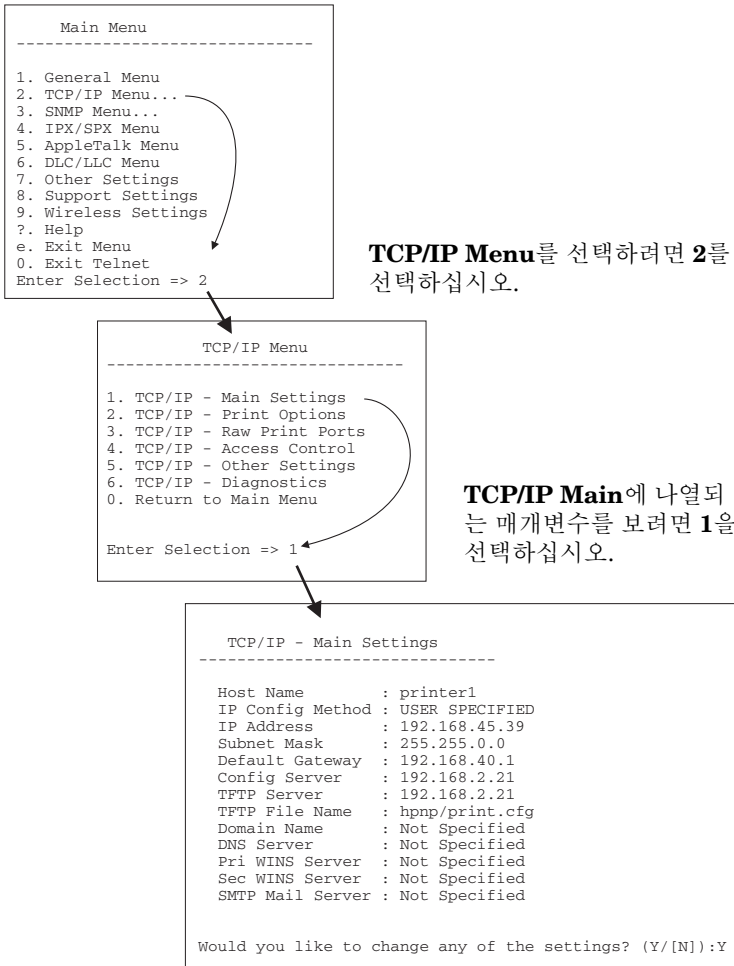 Main Menu
-------------------------------
1. General Menu
2. TCP/IP Menu...
3. SNMP Menu...
4. IPX/SPX Menu
5. AppleTalk Menu
6. DLC/LLC Menu
7. Other Settings
8. Support Settings
9. Wireless Settings
?. Help
e. Exit Menu
0. Exit Telnet
Enter Selection => 2
TCP/IP Menu를 선택하려면 2를
선택하십시오.
TCP/IP Menu
-------------------------------
1. TCP/IP - Main Settings
2. TCP/IP - Print Options
3. TCP/IP - Raw Print Ports
4. TCP/IP - Access Control
5. TCP/IP - Other Settings
6. TCP/IP - Diagnostics
0. Return to Main Menu
Enter Selection => 1
TCP/IP Main에 나열되
는 매개변수를 보려면 1을
선택하십시오.
TCP/IP - Main Settings
-------------------------------
Host Name : printer1
IP Config Method : USER SPECIFIED
IP Address : 192.168.45.39
Subnet Mask : 255.255.0.0
Default Gateway : 192.168.40.1
Config Server : 192.168.2.21
TFTP Server : 192.168.2.21
TFTP File Name : hpnp/print.cfg
Domain Name : Not Specified
DNS Server : Not Specified
Pri WINS Server : Not Specified
Sec WINS Server : Not Specified
SMTP Mail Server : Not Specified
Would you like to change any of the settings? (Y/[N]):Y